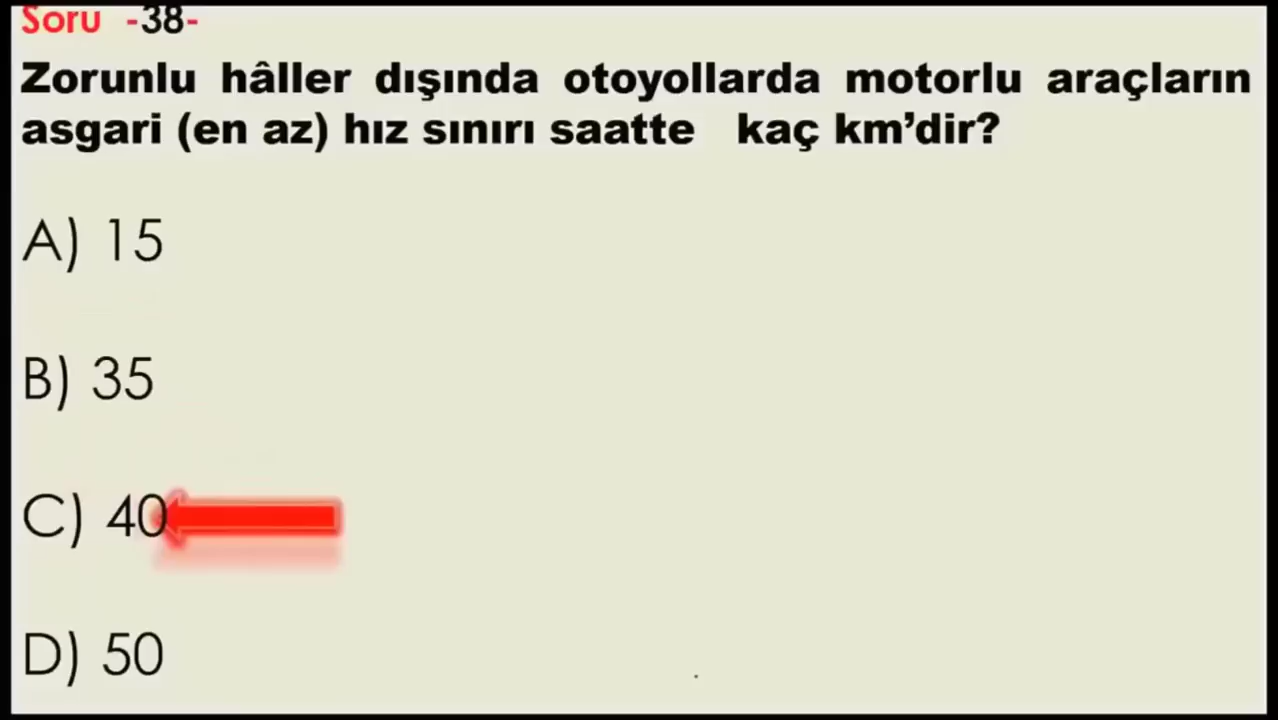 Soru -38-
Zorunlu hâller dışında otoyollarda motorlu araçların
asgari (en az) hız sınırı saatte kaç km’dir?
A) 15
B) 35
C) 40
D) 50